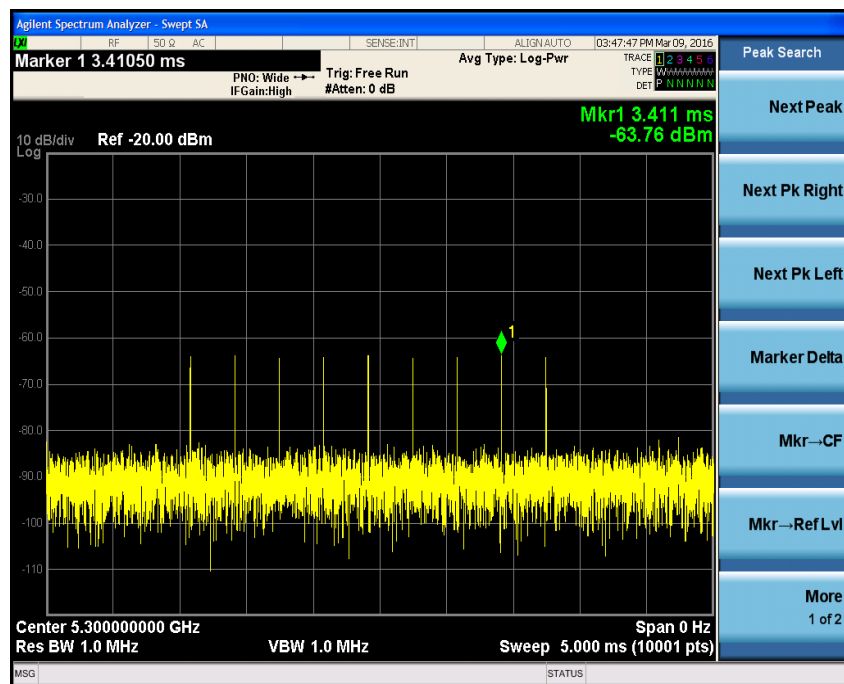 Agilent Spectrum Analyzer - Swept SA
LXI RF 50 Ω AC SENSE:INT ALIGN AUTO 03:47:47 PM Mar 09, 2016
Marker 1 3.41050 ms
PNO: Wide
IFGain:High
Trig: Free Run
#Atten: 0 dB
Avg Type: Log-Pwr
TRACE 1 2 3 4 5 6
TYPE W
DET P N N N N N
Mkr1 3.411 ms
-63.76 dBm
10 dB/div Ref -20.00 dBm
Log
-30.0
-40.0
-50.0
-60.0
-70.0
-80.0
-90.0
-100
-110
1
Center 5.300000000 GHz Span 0 Hz
Res BW 1.0 MHz VBW 1.0 MHz Sweep 5.000 ms (10001 pts)
MSG STATUS
Peak Search
Next Peak
Next Pk Right
Next Pk Left
Marker Delta
Mkr→CF
Mkr→Ref Lvl
More
1 of 2